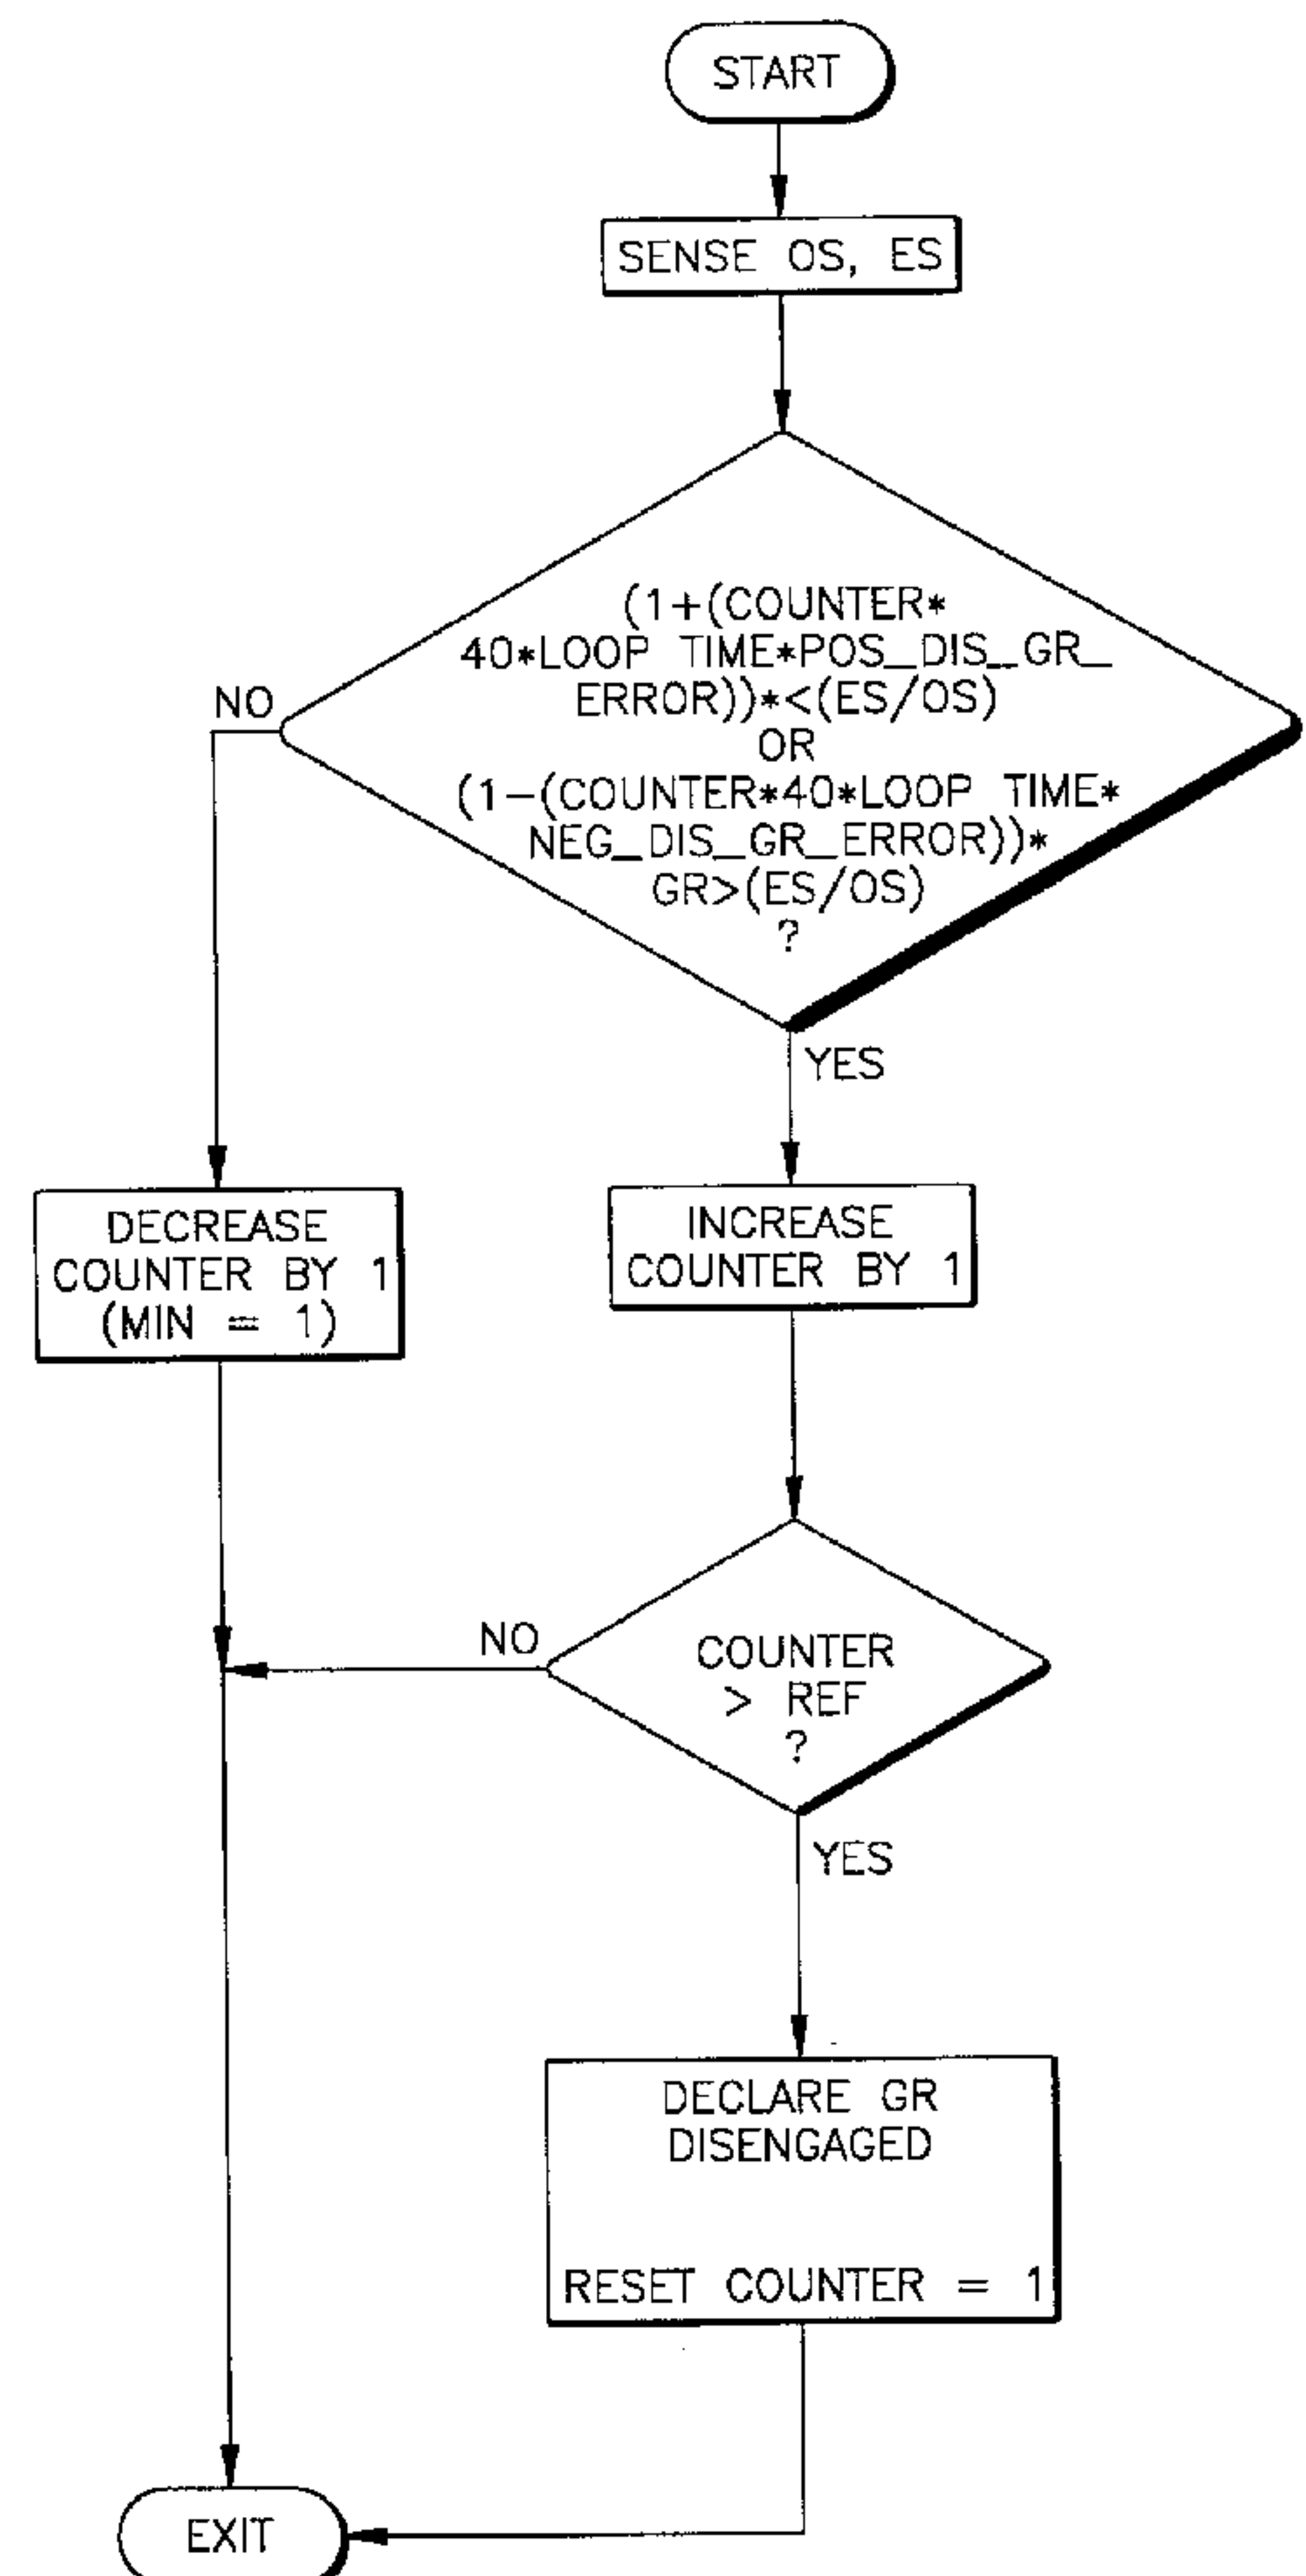 START
SENSE OS, ES
(1+(COUNTER*
40*LOOP TIME*POS_DIS_GR_
ERROR))*<(ES/OS)
OR
(1-(COUNTER*40*LOOP TIME*
NEG_DIS_GR_ERROR))*
GR>(ES/OS)
?
NO
YES
DECREASE
COUNTER BY 1
(MIN = 1)
INCREASE
COUNTER BY 1
NO
COUNTER
> REF
?
YES
DECLARE GR
DISENGAGED
RESET COUNTER = 1
EXIT